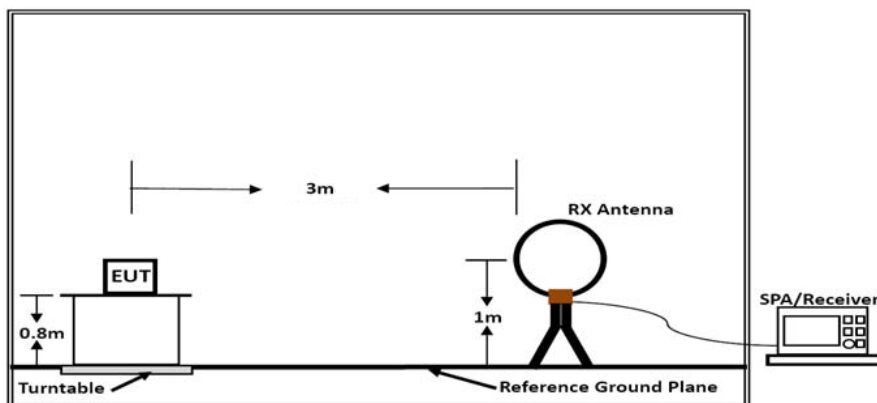 3m
RX Antenna
EUT
SPA/Receiver
0.8m
1m
Turntable
Reference Ground Plane